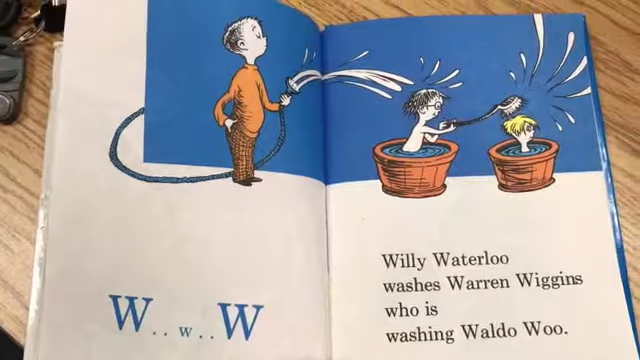 W..w..W
Willy Waterloo
washes Warren Wiggins
who is
washing Waldo Woo.